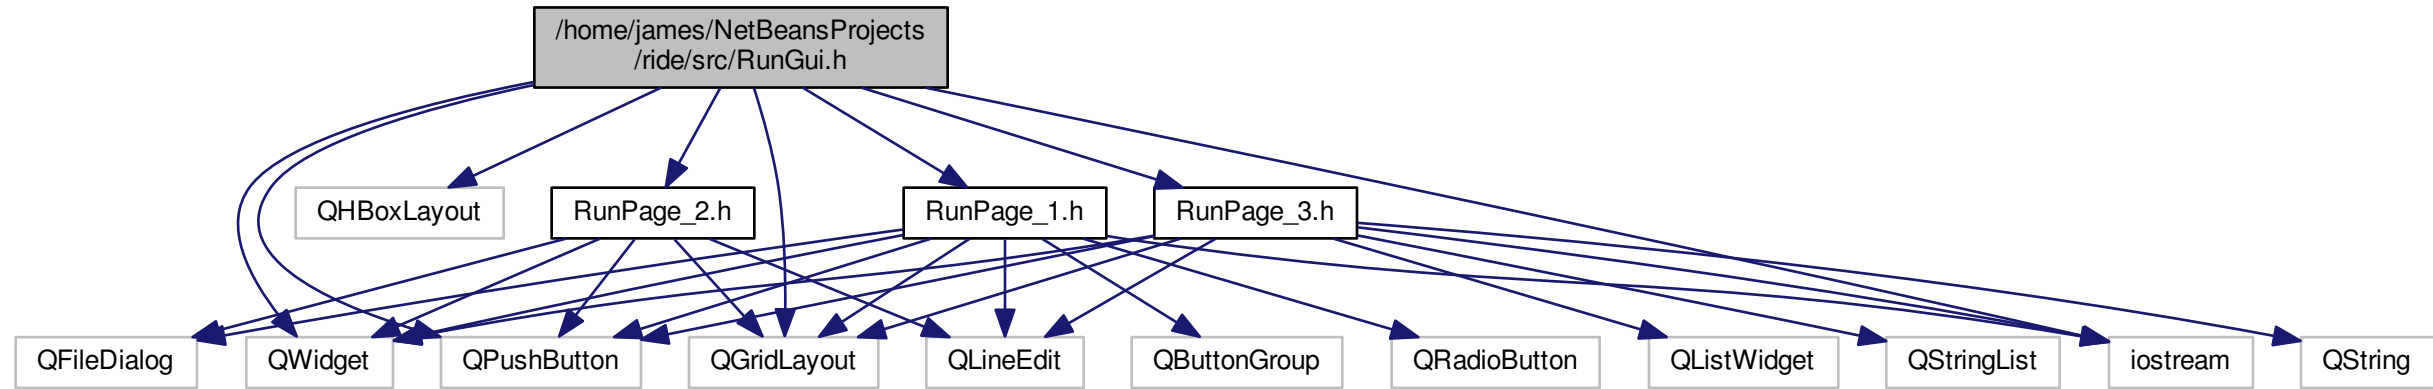 /home/james/NetBeansProjects
/ride/src/RunGui.h
QHBoxLayout
RunPage_2.h
RunPage_1.h
RunPage_3.h
QFileDialog
QWidget
QPushButton
QGridLayout
QLineEdit
QButtonGroup
QRadioButton
QListWidget
QStringList
iostream
QString